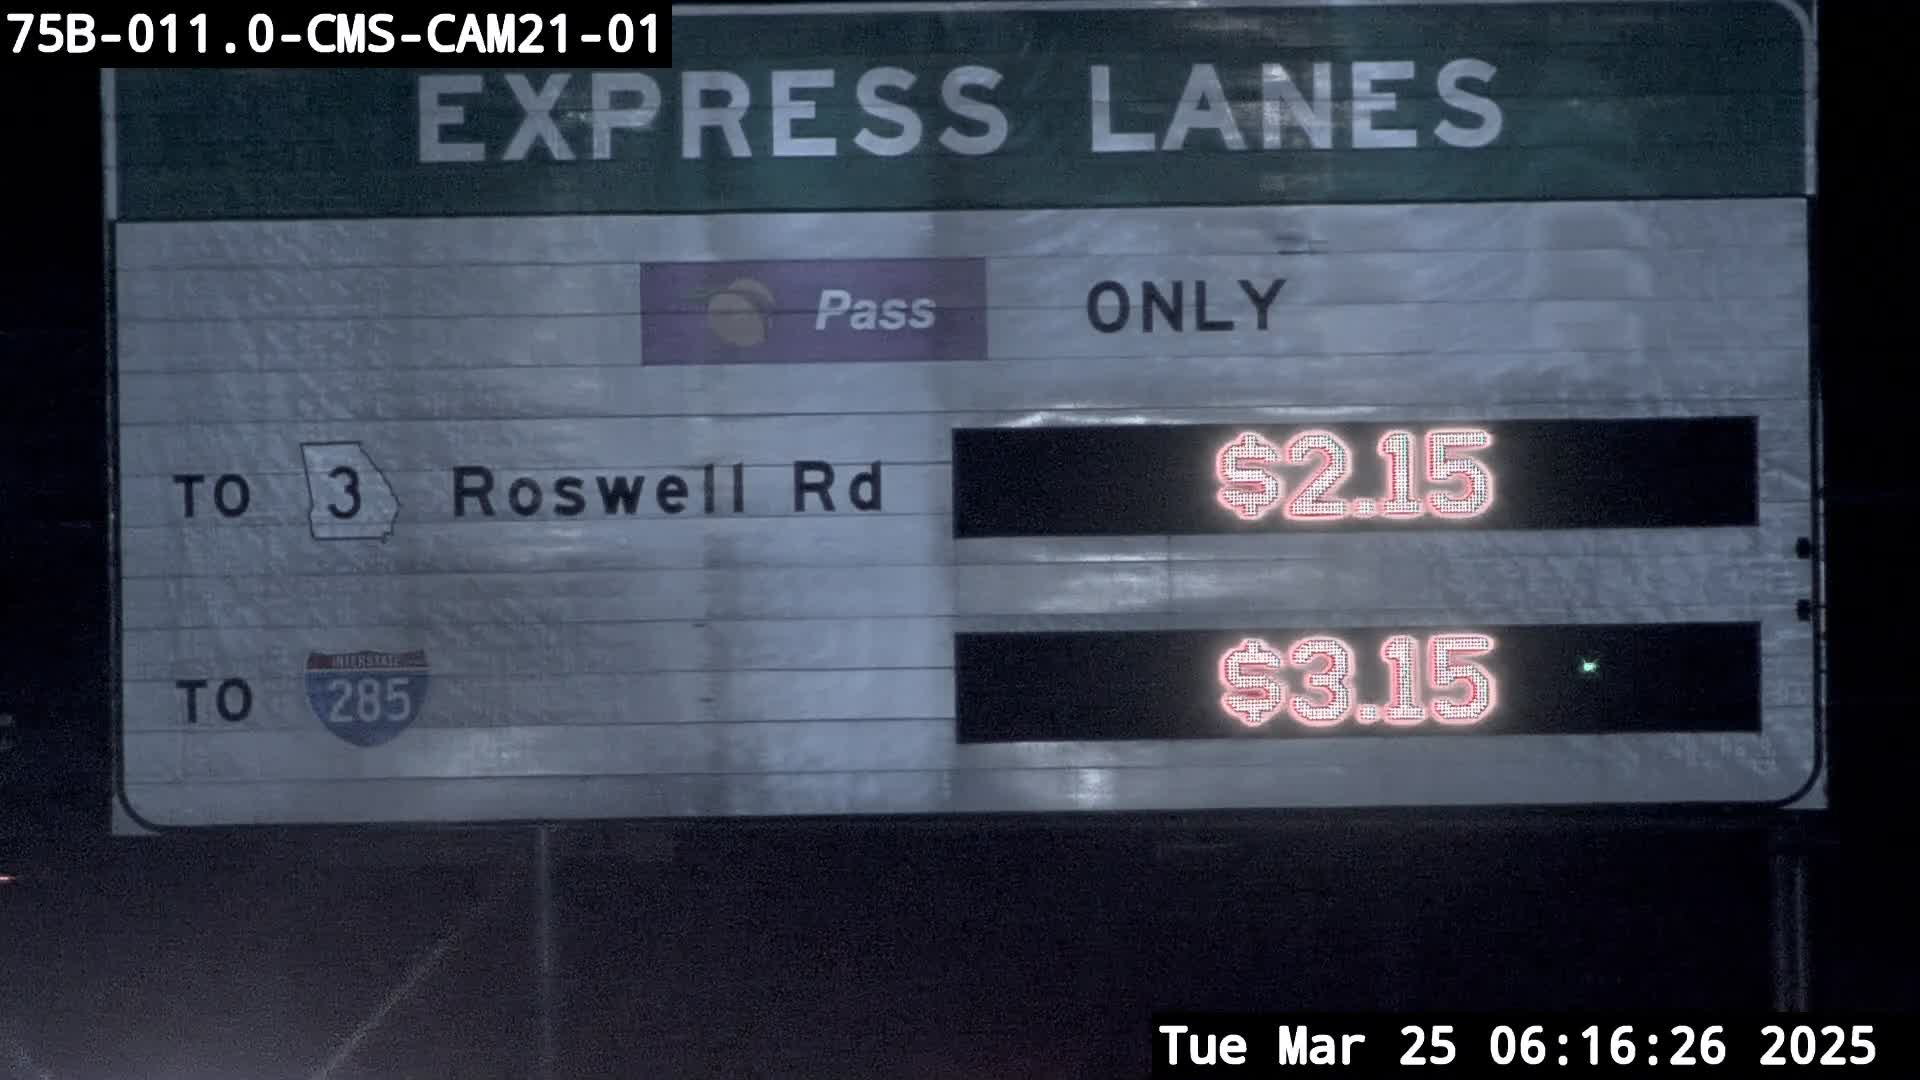 75B-011.0-CMS-CAM21-01
EXPRESS LANES
Pass ONLY
TO 3 Roswell Rd $2.15
TO INTERSTATE 285 $3.15
Tue Mar 25 06:16:26 2025